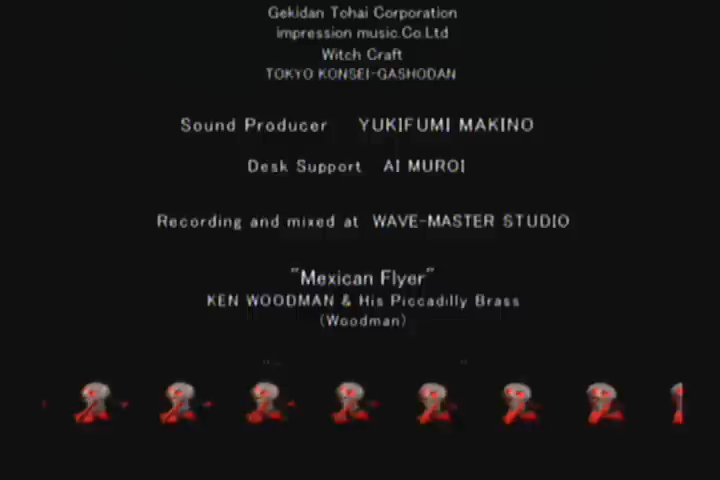 Gekidan Tohai Corporation
impression music.Co.Ltd
Witch Craft
TOKYO KONSEI-GASHODAN
Sound Producer YUKIFUMI MAKINO
Desk Support AI MUROI
Recording and mixed at WAVE-MASTER STUDIO
"Mexican Flyer"
KEN WOODMAN & His Piccadilly Brass
(Woodman)